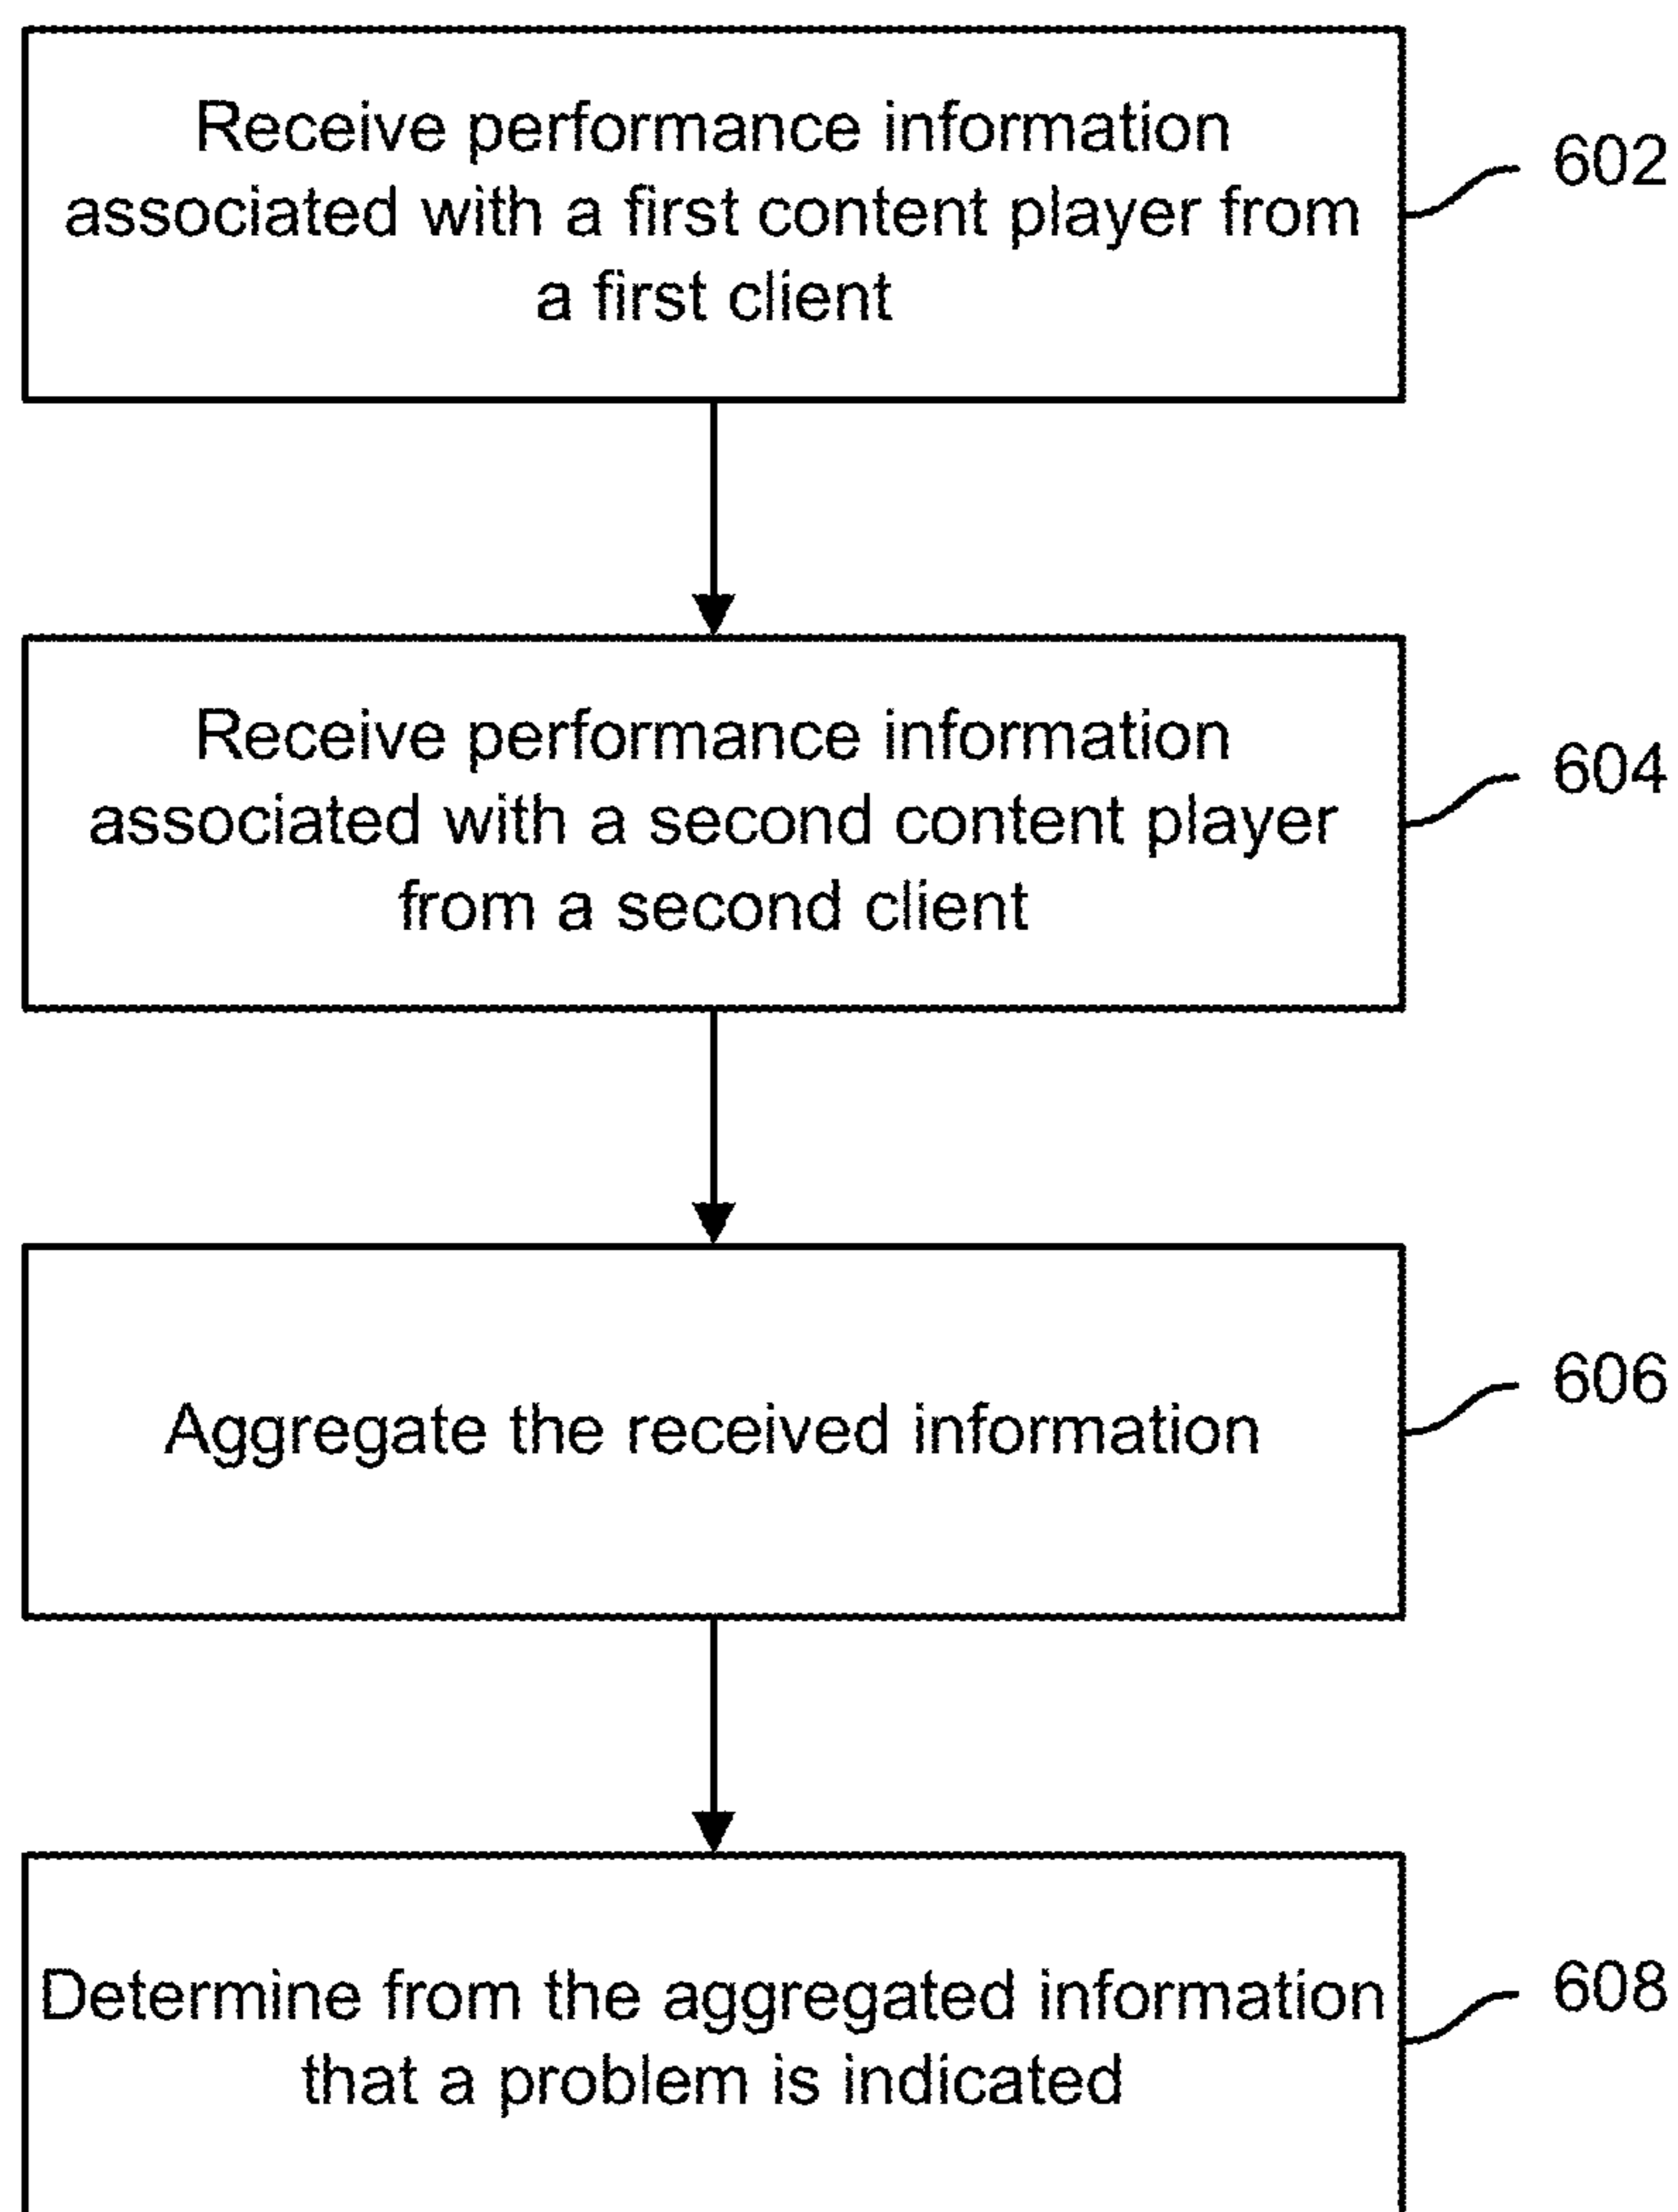 Receive performance information
associated with a first content player from
a first client
602
Receive performance information
associated with a second content player
from a second client
604
Aggregate the received information
606
Determine from the aggregated information
that a problem is indicated
608